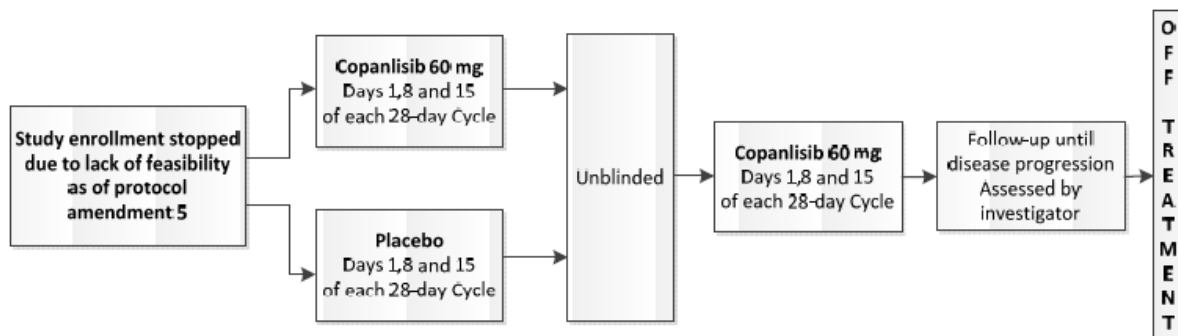 Study enrollment stopped
due to lack of feasibility
as of protocol
amendment 5
Copanlisib 60 mg
Days 1,8 and 15
of each 28-day Cycle
Placebo
Days 1,8 and 15
of each 28-day Cycle
Unblinded
Copanlisib 60 mg
Days 1,8 and 15
of each 28-day Cycle
Follow-up until
disease progression
Assessed by
investigator
OFF TREATMENT